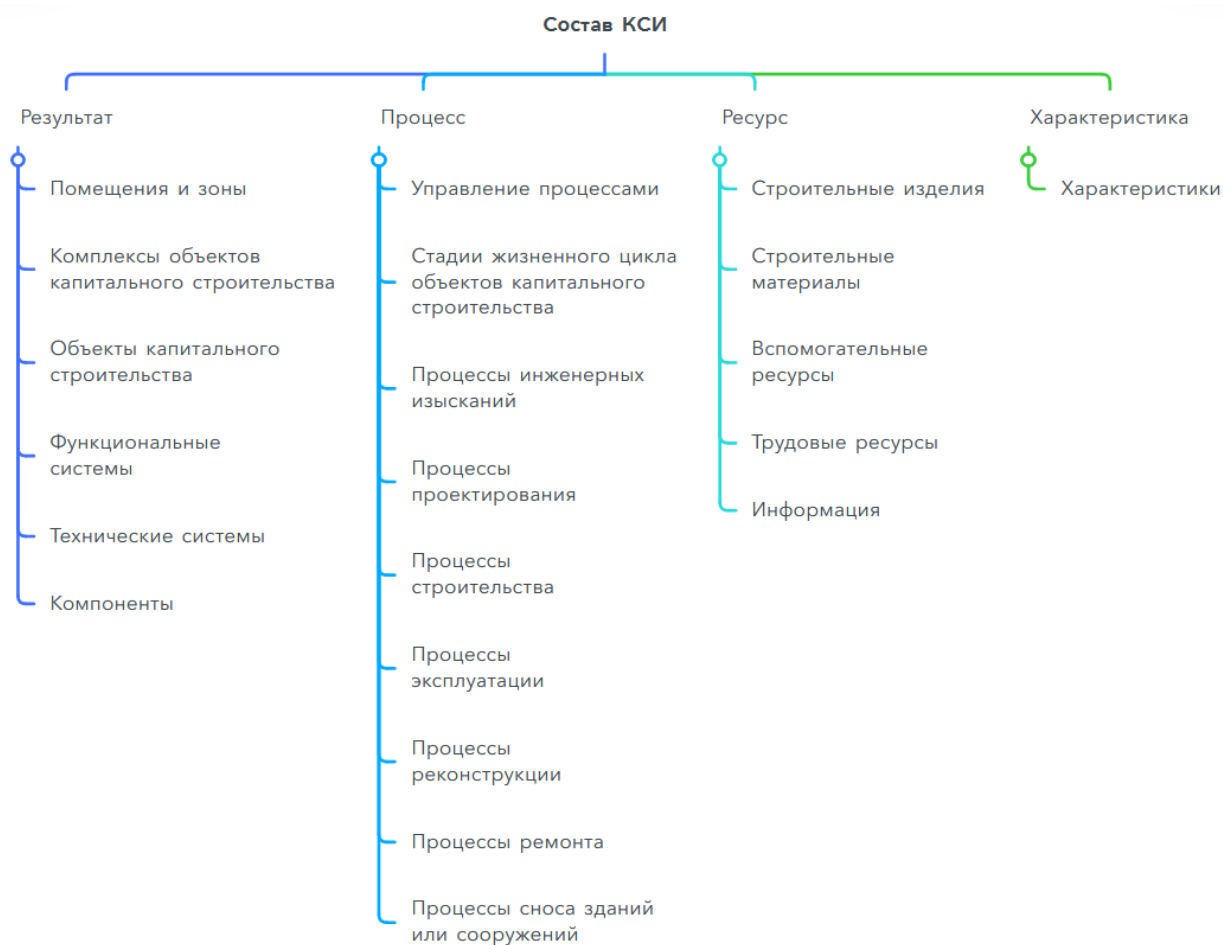 Состав КСИ
Результат
Помещения и зоны
Комплексы объектов
капитального строительства
Объекты капитального
строительства
Функциональные
системы
Технические системы
Компоненты
Процесс
Управление процессами
Стадии жизненного цикла
объектов капитального
строительства
Процессы инженерных
изысканий
Процессы
проектирования
Процессы
строительства
Процессы
эксплуатации
Процессы
реконструкции
Процессы ремонта
Процессы сноса зданий
или сооружений
Ресурс
Строительные изделия
Строительные
материалы
Вспомогательные
ресурсы
Трудовые ресурсы
Информация
Характеристика
Характеристики